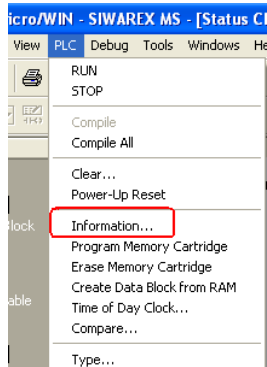 icro/WIN - SIWAREX MS - [Status C
View PLC Debug Tools Windows He
RUN
STOP
Compile
Compile All
Clear...
Power-Up Reset
lock
Information...
Program Memory Cartridge
Erase Memory Cartridge
Create Data Block from RAM
able
Time of Day Clock...
Compare...
Type...